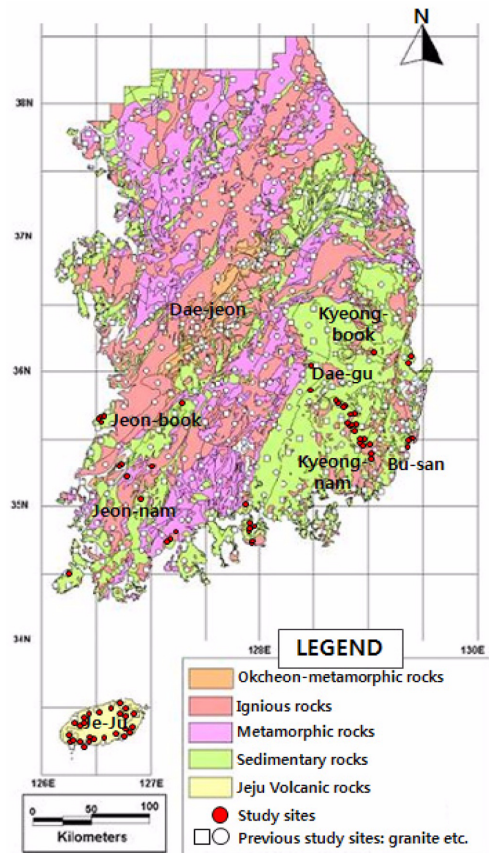 N
38N
37N
Dae-jeon
Kyeong-
book
36N
Dae-gu
Jeon-book
Kyeong-
nam
Bu-san
35N
Jeon-nam
34N
128E
130E
LEGEND
Okcheon-metamorphic rocks
Ignious rocks
Metamorphic rocks
Sedimentary rocks
Jeju Volcanic rocks
Study sites
Previous study sites: granite etc.
Je-Ju
126E
127E
0 50 100
Kilometers